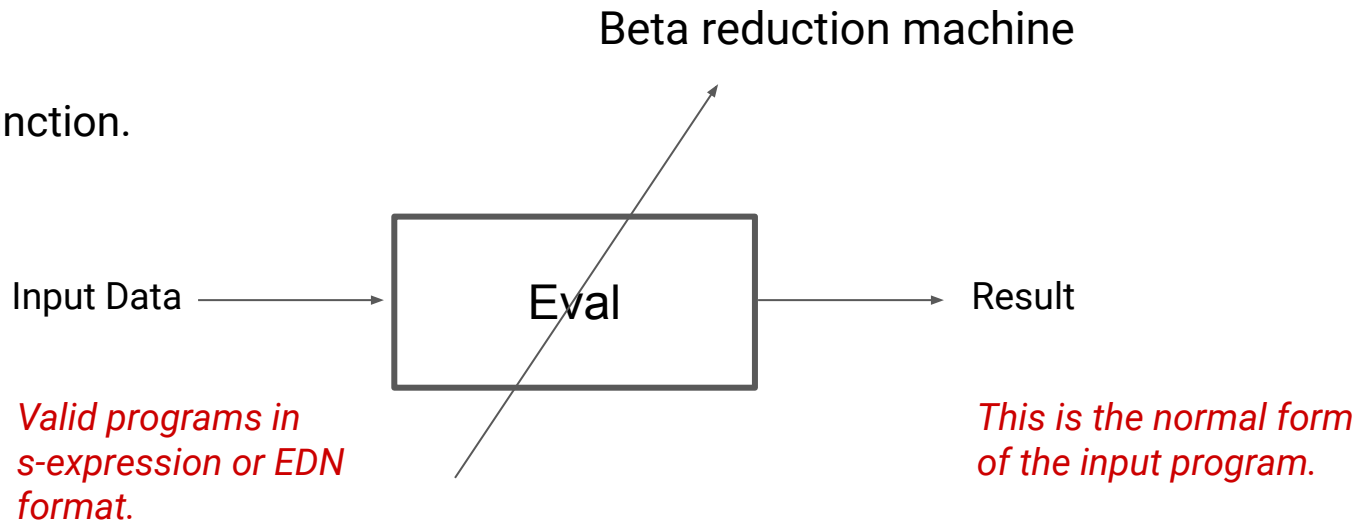 Beta reduction machine
nction.
Input Data
Eval
Result
Valid programs in
s-expression or EDN
format.
This is the normal form
of the input program.